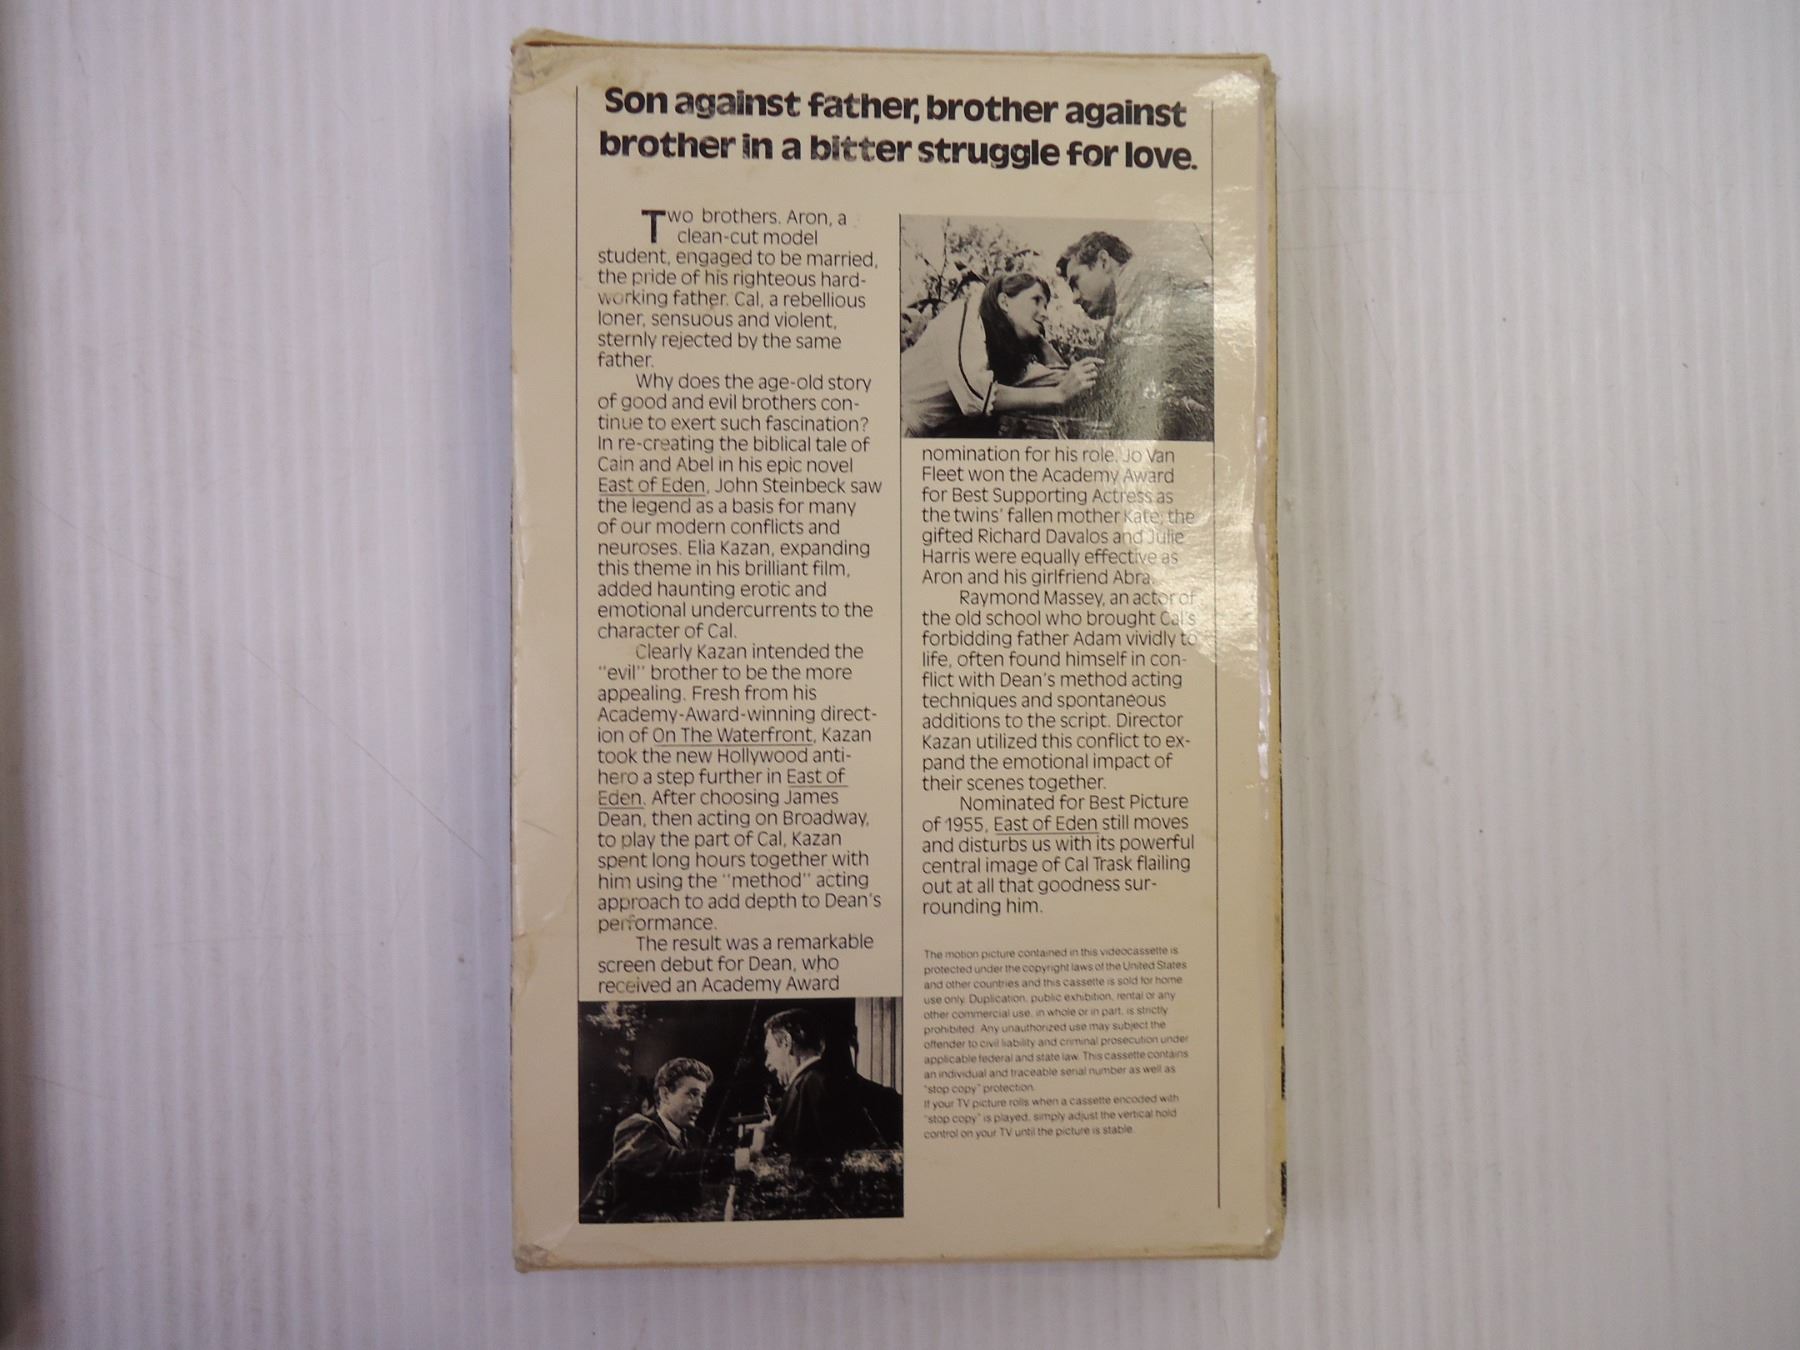 Son against father, brother against
brother in a bitter struggle for love.
Two brothers. Aron, a
clean-cut model
student, engaged to be married,
the pride of his righteous hard-
working father. Cal, a rebellious
loner, sensuous and violent,
sternly rejected by the same
father.
Why does the age-old story
of good and evil brothers con-
tinue to exert such fascination?
In re-creating the biblical tale of
Cain and Abel in his epic novel
East of Eden, John Steinbeck saw
the legend as a basis for many
of our modern conflicts and
neuroses. Elia Kazan, expanding
this theme in his brilliant film,
added haunting erotic and
emotional undercurrents to the
character of Cal.
Clearly Kazan intended the
"evil" brother to be the more
appealing. Fresh from his
Academy-Award-winning direct-
ion of On The Waterfront, Kazan
took the new Hollywood anti-
hero a step further in East of
Eden. After choosing James
Dean, then acting on Broadway,
to play the part of Cal, Kazan
spent long hours together with
him using the "method" acting
approach to add depth to Dean's
performance.
The result was a remarkable
screen debut for Dean, who
received an Academy Award
nomination for his role. Jo Van
Fleet won the Academy Award
for Best Supporting Actress as
the twins' fallen mother Kate; the
gifted Richard Davalos and Julie
Harris were equally effective as
Aron and his girlfriend Abra.
Raymond Massey, an actor of
the old school who brought Cal's
forbidding father Adam vividly to
life, often found himself in con-
flict with Dean's method acting
techniques and spontaneous
additions to the script. Director
Kazan utilized this conflict to ex-
pand the emotional impact of
their scenes together.
Nominated for Best Picture
of 1955, East of Eden still moves
and disturbs us with its powerful
central image of Cal Trask flailing
out at all that goodness sur-
rounding him.
The motion picture contained in this videocassette is
protected under the copyright laws of the United States
and other countries and this cassette is sold for home
use only. Duplication, public exhibition, rental or any
other commercial use, in whole or in part, is strictly
prohibited. Any unauthorized use may subject the
offender to civil liability and criminal prosecution under
applicable federal and state law. This cassette contains
an individual and traceable serial number as well as
"stop copy" protection.
If your TV picture rolls when a cassette encoded with
"stop copy" is played, simply adjust the vertical hold
control on your TV until the picture is stable.